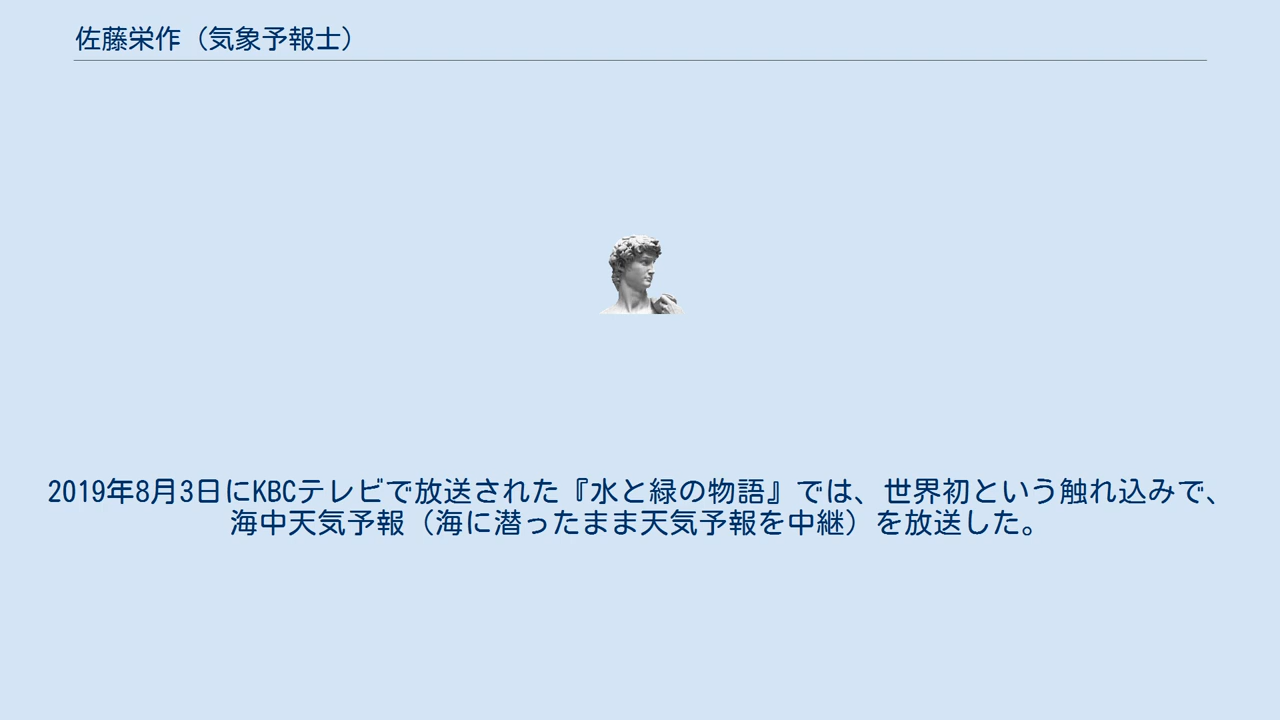 佐藤栄作（気象予報士）
2019年8月3日にKBCテレビで放送された『水と緑の物語』では、世界初という触れ込みで、
海中天気予報（海に潜ったまま天気予報を中継）を放送した。